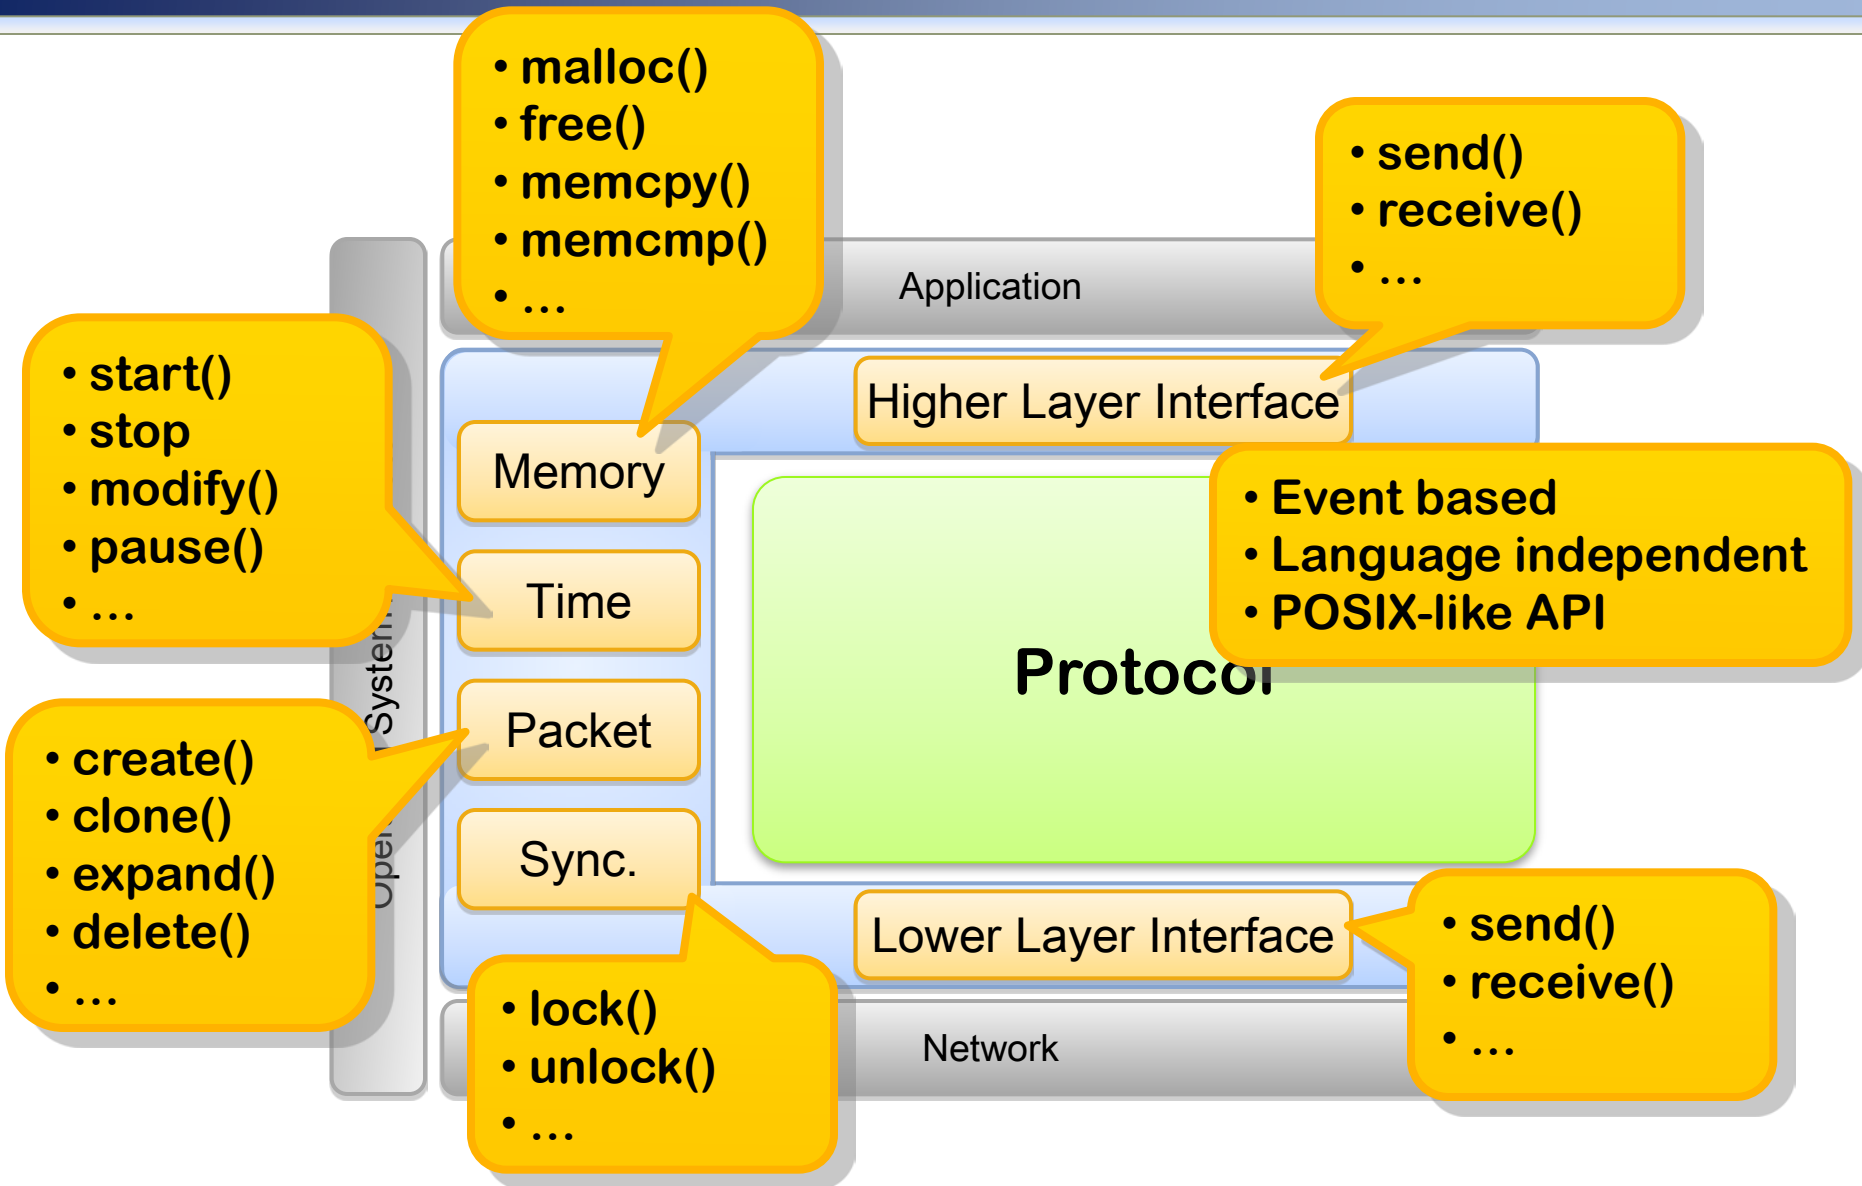 • malloc()
• free()
• memcpy()
• memcmp()
• ...
• send()
• receive()
• ...
Application
• start()
• stop
• modify()
• pause()
• ...
Higher Layer Interface
Memory
Time
Packet
Sync.
• Event based
• Language independent
• POSIX-like API
Protocol
System
• create()
• clone()
• expand()
• delete()
• ...
Lower Layer Interface
• send()
• receive()
• ...
• lock()
• unlock()
• ...
Network